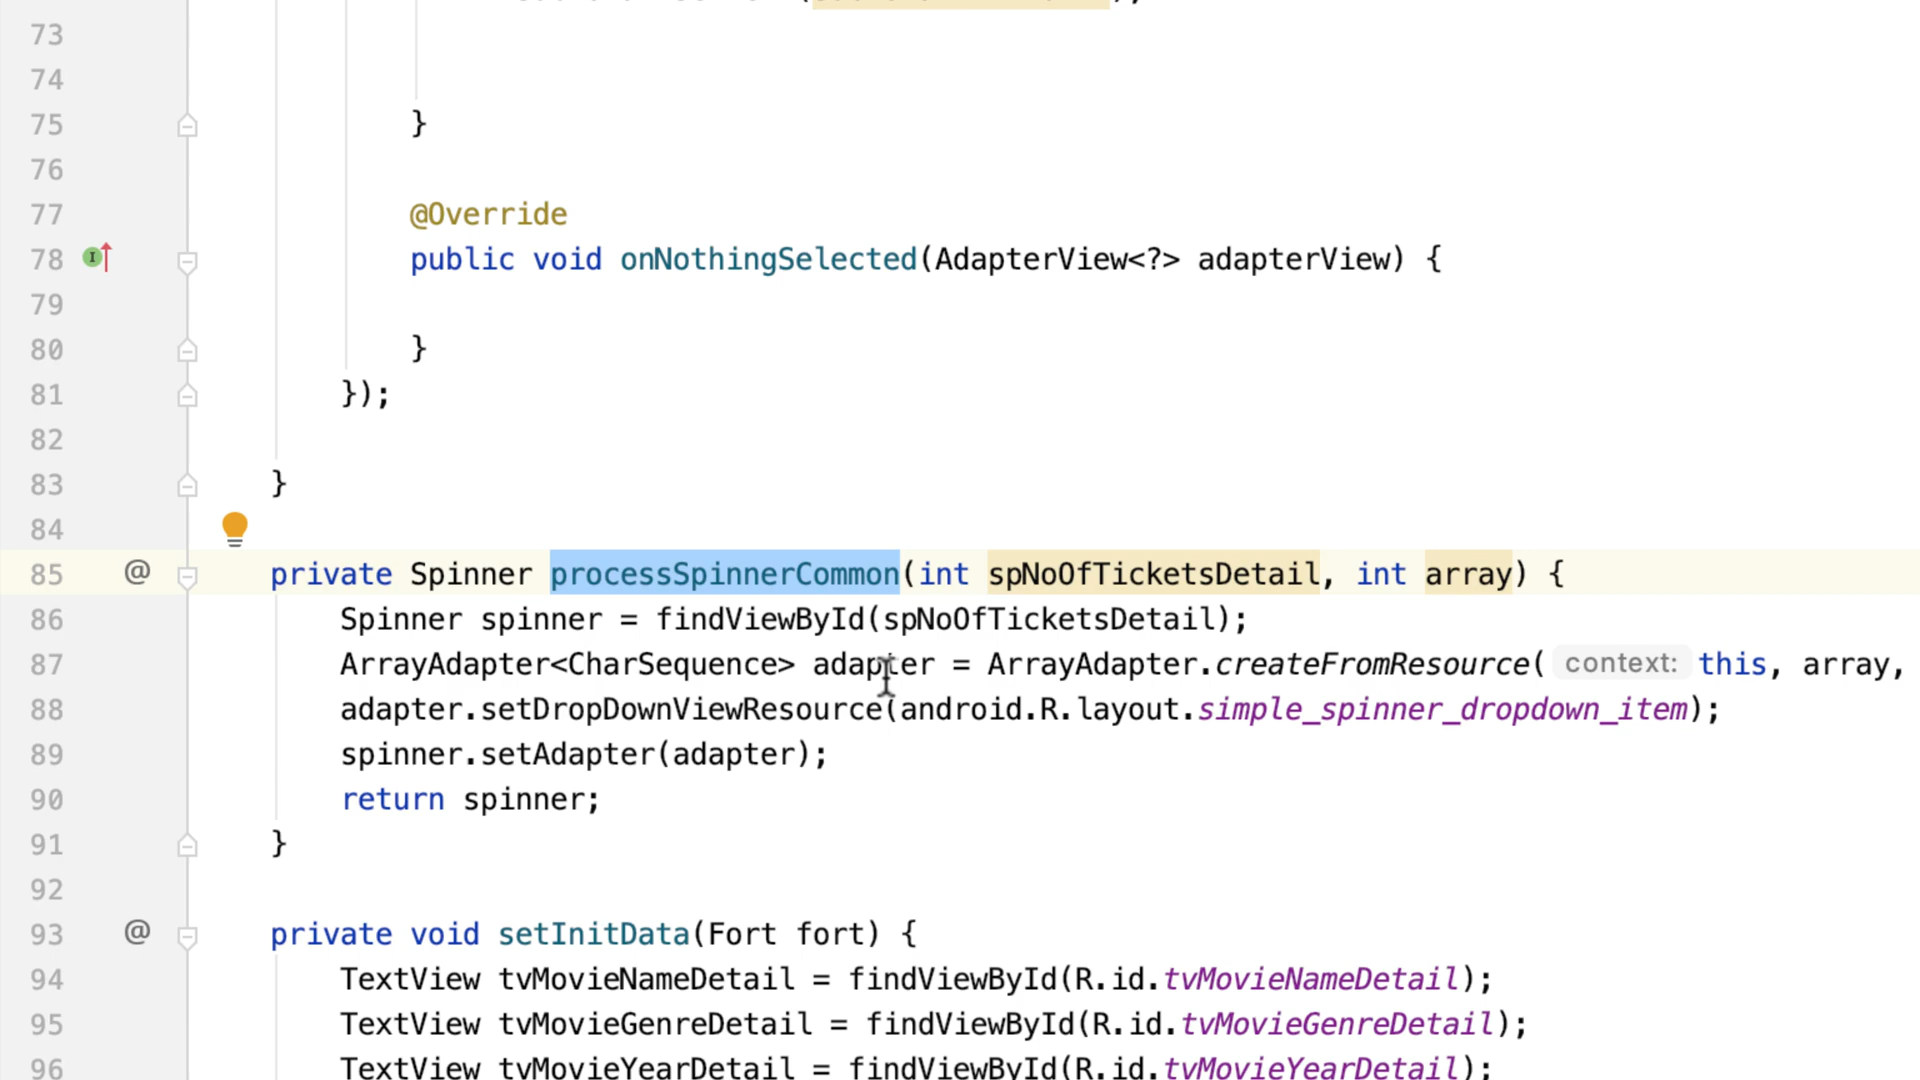 73
74
75 }
76
77 @Override
78 public void onNothingSelected(AdapterView<?> adapterView) {
79
80 }
81 });
82
83 }
84
85 @ private Spinner processSpinnerCommon(int spNoOfTicketsDetail, int array) {
86 Spinner spinner = findViewById(spNoOfTicketsDetail);
87 ArrayAdapter<CharSequence> adapter = ArrayAdapter.createFromResource( context: this, array,
88 adapter.setDropDownViewResource(android.R.layout.simple_spinner_dropdown_item);
89 spinner.setAdapter(adapter);
90 return spinner;
91 }
92
93 @ private void setInitData(Fort fort) {
94 TextView tvMovieNameDetail = findViewById(R.id.tvMovieNameDetail);
95 TextView tvMovieGenreDetail = findViewById(R.id.tvMovieGenreDetail);
96 TextView tvMovieYearDetail = findViewById(R.id.tvMovieYearDetail);